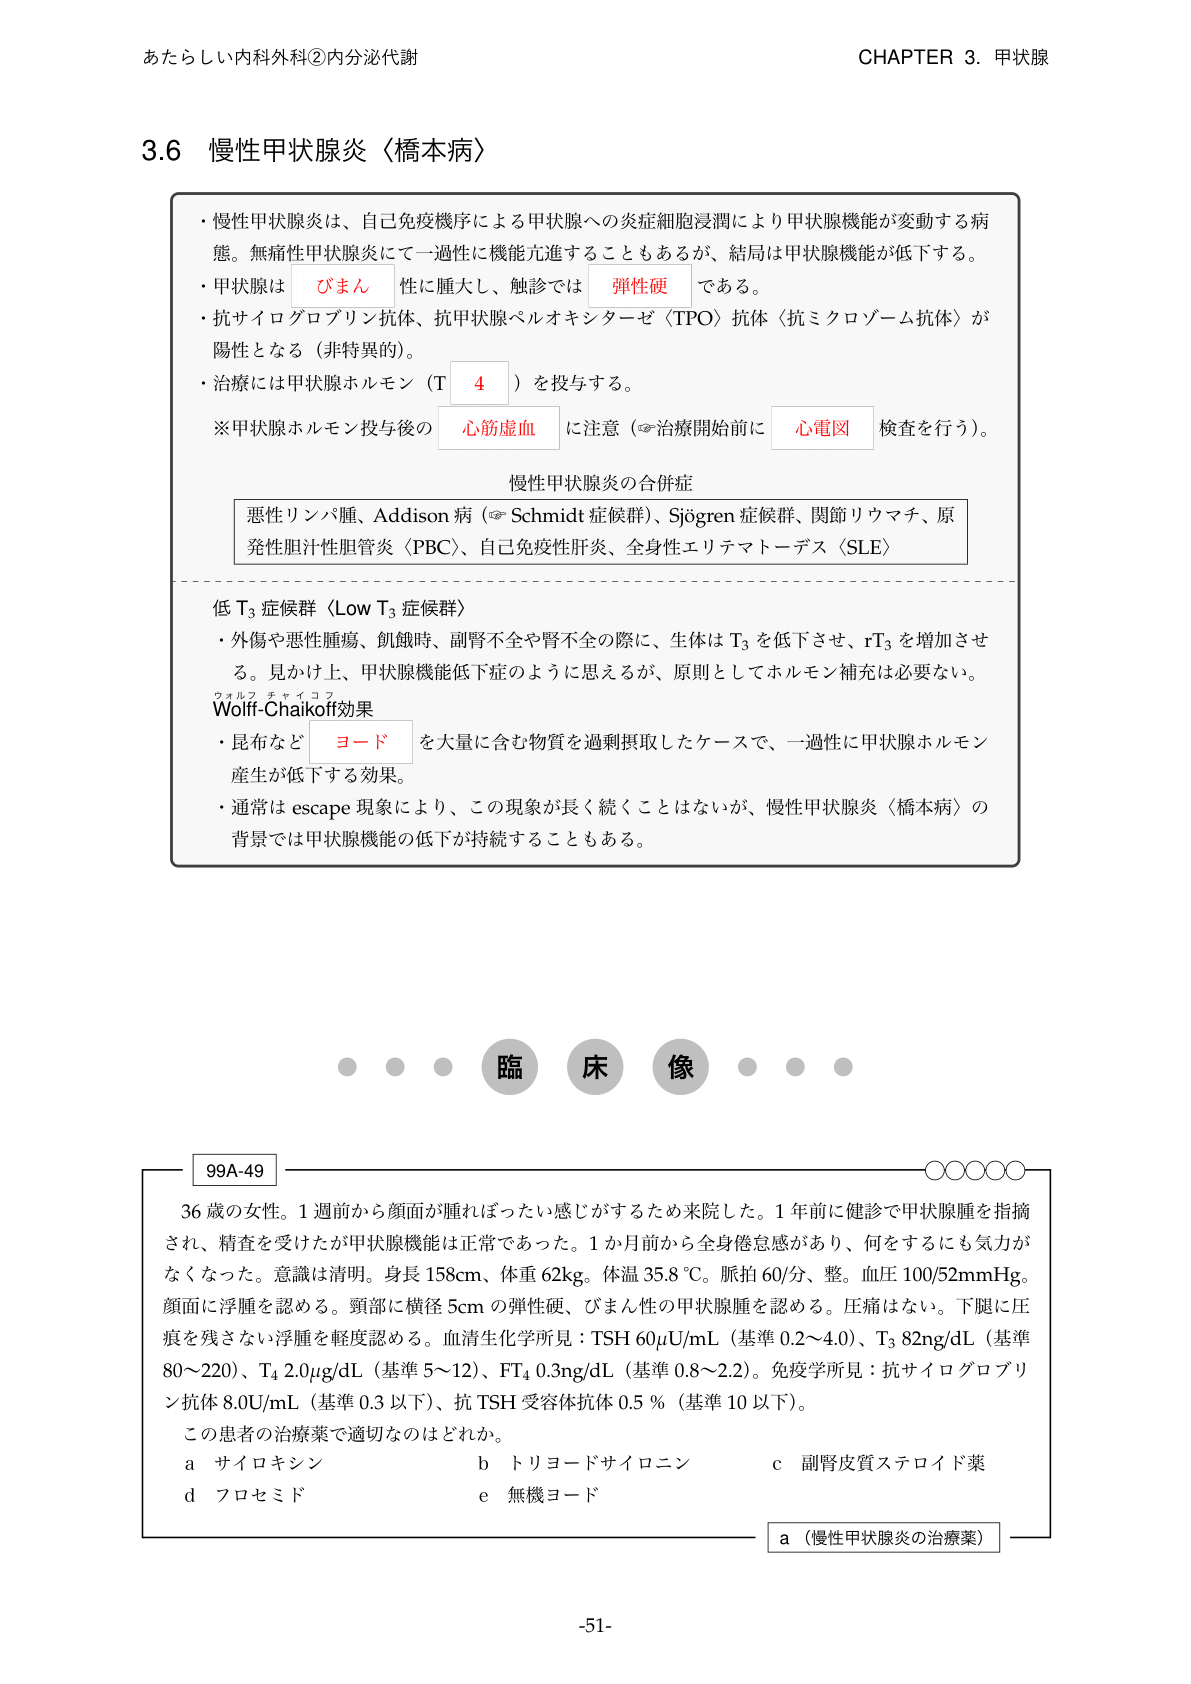 あたらしい内科外科②内分泌代謝
CHAPTER 3. 甲状腺
3.6 慢性甲状腺炎〈橋本病〉
・慢性甲状腺炎は、自己免疫機序による甲状腺への炎症細胞浸潤により甲状腺機能が変動する病
態。無痛性甲状腺炎にて一過性に機能亢進することもあるが、結局は甲状腺機能が低下する。
・甲状腺は びまん 性に腫大し、触診では 弾性硬 である。
・抗サイログロブリン抗体、抗甲状腺ペルオキシターゼ〈TPO〉抗体〈抗ミクロゾーム抗体〉が
陽性となる（非特異的）。
・治療には甲状腺ホルモン（T 4 ）を投与する。
※甲状腺ホルモン投与後の 心筋虚血 に注意（☞治療開始前に 心電図 検査を行う）。
慢性甲状腺炎の合併症
悪性リンパ腫、Addison 病（☞ Schmidt 症候群）、Sjögren 症候群、関節リウマチ、原
発性胆汁性胆管炎〈PBC〉、自己免疫性肝炎、全身性エリテマトーデス〈SLE〉
低 T₃ 症候群〈Low T₃ 症候群〉
・外傷や悪性腫瘍、飢餓時、副腎不全や腎不全の際に、生体は T₃ を低下させ、rT₃ を増加させ
る。見かけ上、甲状腺機能低下症のように思えるが、原則としてホルモン補充は必要ない。
ウォルフ チャイコフ
Wolff-Chaikoff効果
・昆布など ヨード を大量に含む物質を過剰摂取したケースで、一過性に甲状腺ホルモン
産生が低下する効果。
・通常は escape 現象により、この現象が長く続くことはないが、慢性甲状腺炎〈橋本病〉の
背景では甲状腺機能の低下が持続することもある。
臨 床 像
99A-49
36 歳の女性。1 週前から顔面が腫れぼったい感じがするため来院した。1 年前に健診で甲状腺腫を指摘
され、精査を受けたが甲状腺機能は正常であった。1 か月前から全身倦怠感があり、何をするにも気力が
なくなった。意識は清明。身長 158cm、体重 62kg。体温 35.8 ℃。脈拍 60/分、整。血圧 100/52mmHg。
顔面に浮腫を認める。頸部に横径 5cm の弾性硬、びまん性の甲状腺腫を認める。圧痛はない。下腿に圧
痕を残さない浮腫を軽度認める。血清生化学所見：TSH 60μU/mL（基準 0.2〜4.0）、T₃ 82ng/dL（基準
80〜220）、T₄ 2.0μg/dL（基準 5〜12）、FT₄ 0.3ng/dL（基準 0.8〜2.2）。免疫学所見：抗サイログロブリ
ン抗体 8.0U/mL（基準 0.3 以下）、抗 TSH 受容体抗体 0.5 %（基準 10 以下）。
この患者の治療薬で適切なのはどれか。
a サイロキシン b トリヨードサイロニン c 副腎皮質ステロイド薬
d フロセミド e 無機ヨード
a （慢性甲状腺炎の治療薬）
-51-